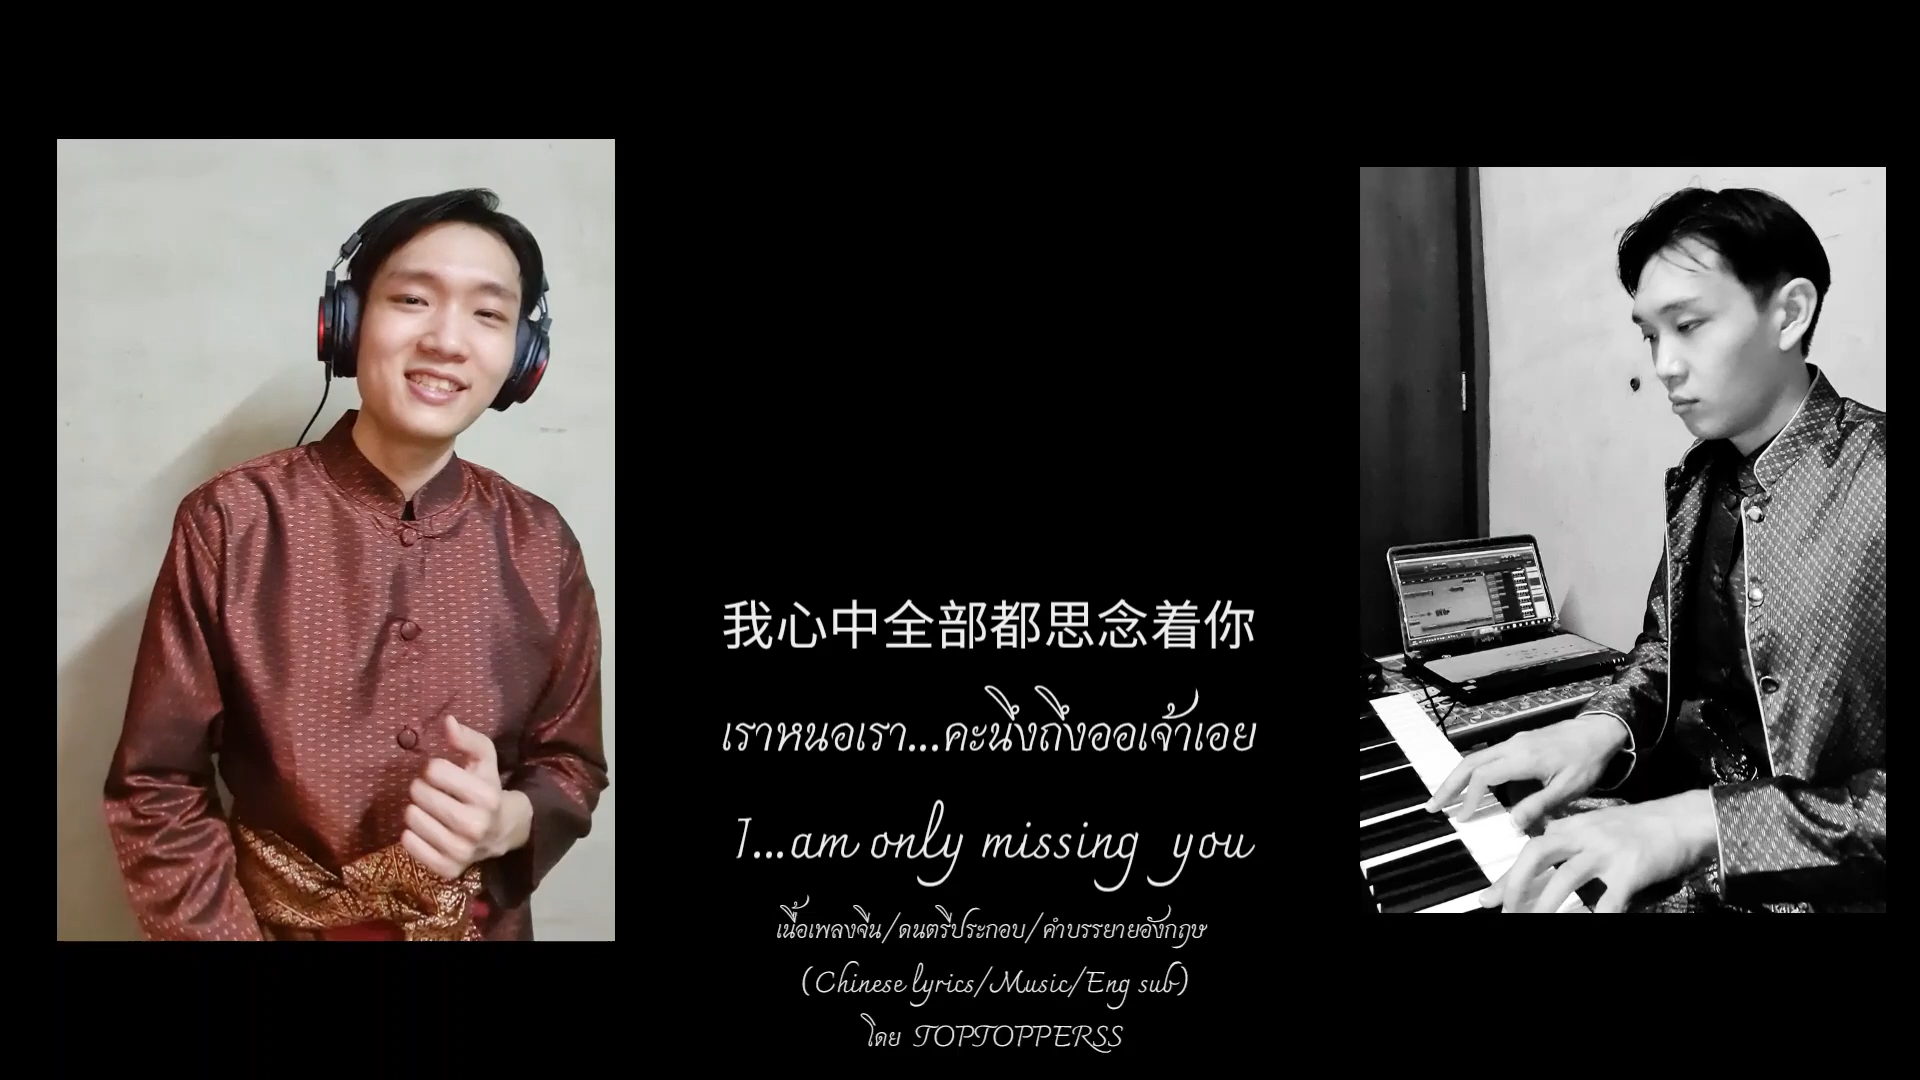 我心中全部都思念着你
เราหนอเรา...คะนึงถึงออเจ้าเอย
I...am only missing you
เนื้อเพลงจีน/ดนตรีประกอบ/คำบรรยายอังกฤษ
(Chinese lyrics/Music/Eng sub)
โดย TOPTOPPERSS